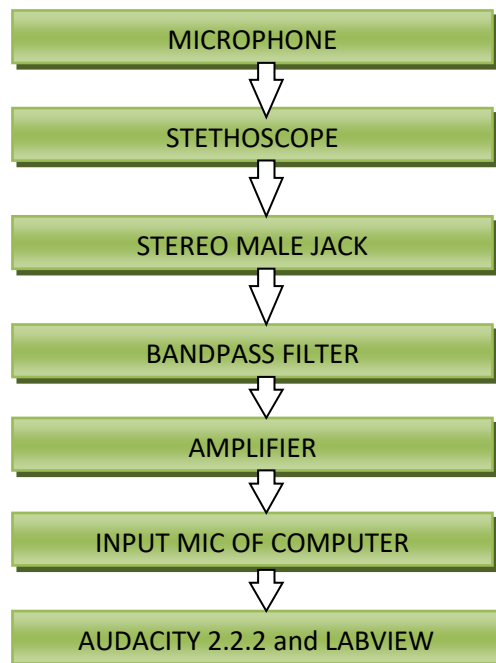 MICROPHONE
STETHOSCOPE
STEREO MALE JACK
BANDPASS FILTER
AMPLIFIER
INPUT MIC OF COMPUTER
AUDACITY 2.2.2 and LABVIEW